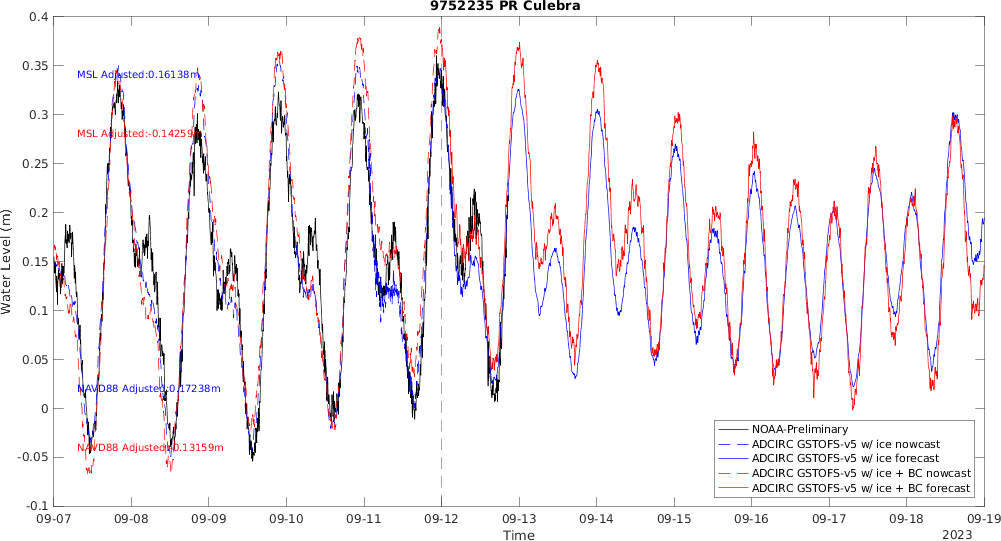 9752235 PR Culebra
0.4
0.35
0.3
0.25
0.2
0.15
0.1
0.05
0
-0.05
-0.1
Water Level (m)
MSL Adjusted:0.16138m
MSL Adjusted:-0.14259m
NAVD88 Adjusted:0.17238m
NAVD88 Adjusted:-0.13159m
NOAA-Preliminary
ADCIRC GSTOFS-v5 w/ ice nowcast
ADCIRC GSTOFS-v5 w/ ice forecast
ADCIRC GSTOFS-v5 w/ ice + BC nowcast
ADCIRC GSTOFS-v5 w/ ice + BC forecast
09-07 09-08 09-09 09-10 09-11 09-12 09-13 09-14 09-15 09-16 09-17 09-18 09-19
Time
2023